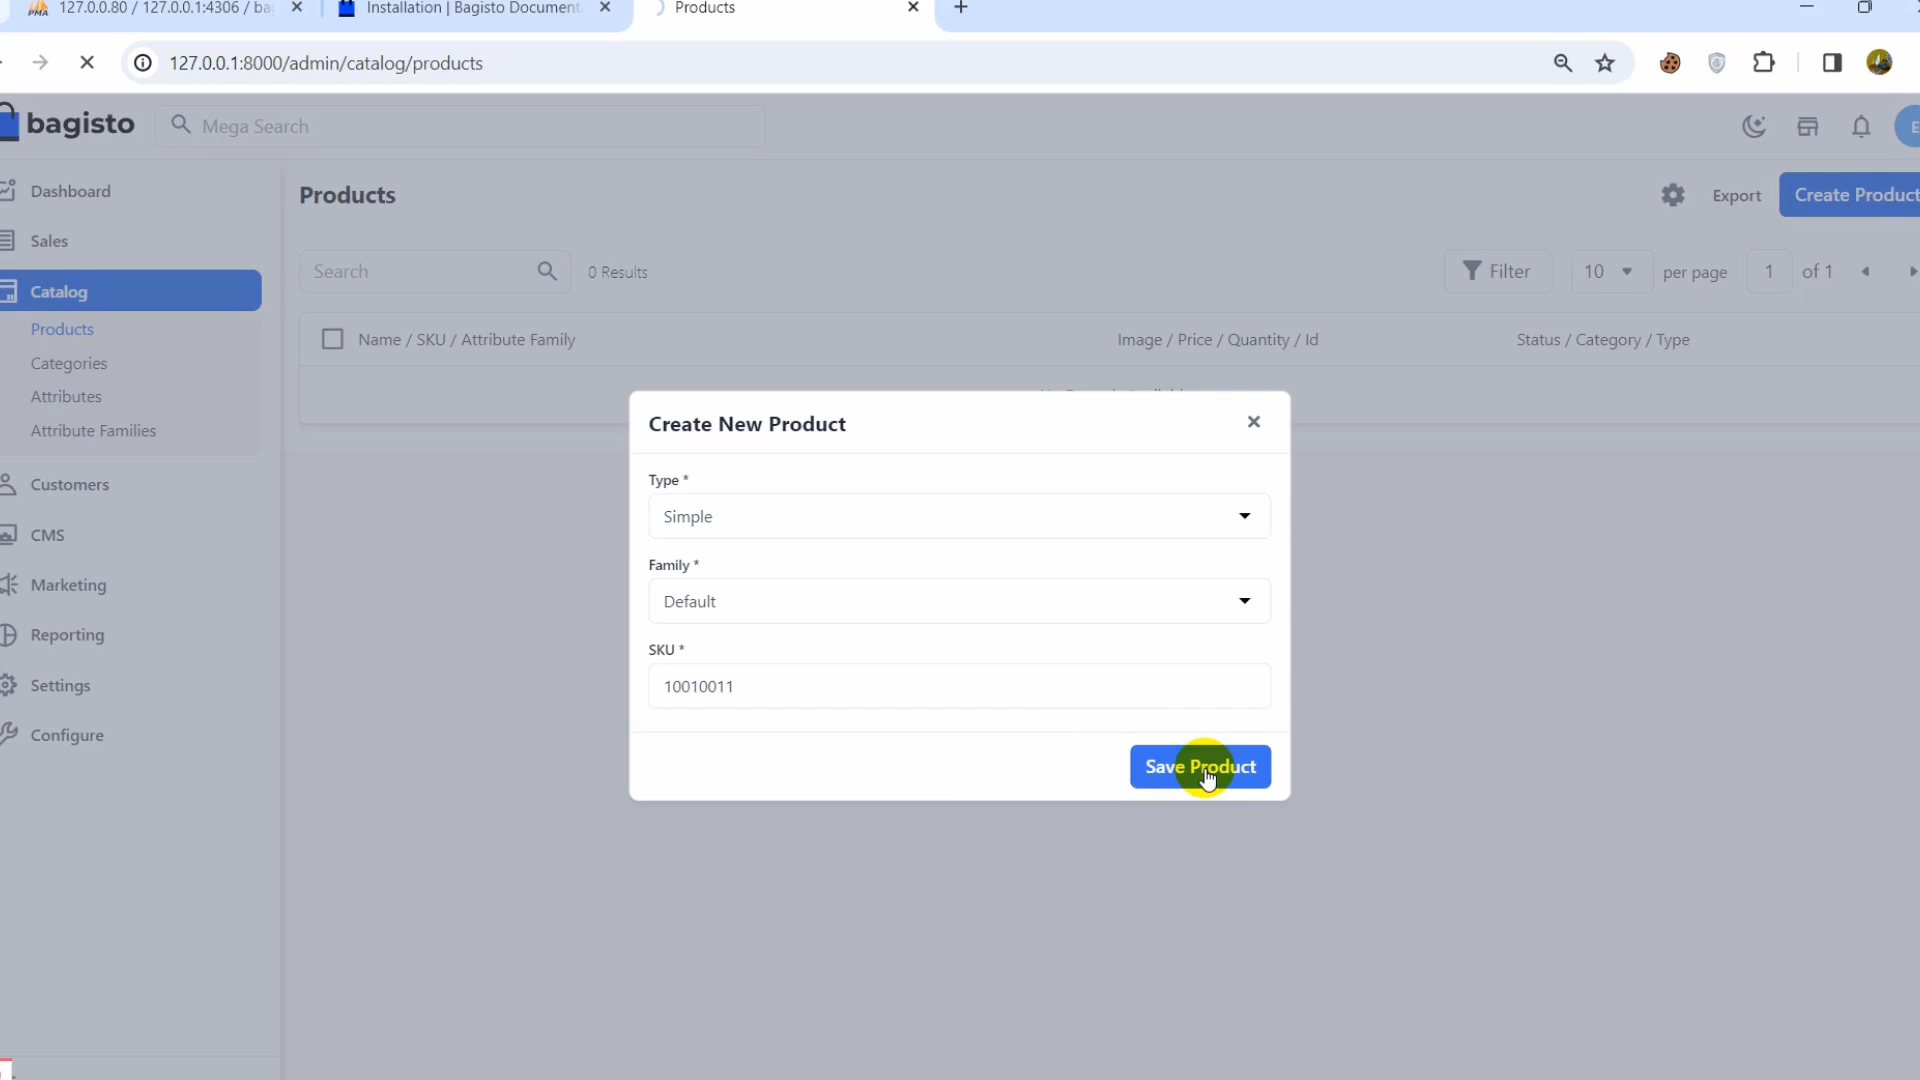 127.0.0.80 / 127.0.0.1:4306 / ba
Installation | Bagisto Document
Products
127.0.0.1:8000/admin/catalog/products
bagisto
Mega Search
E
Dashboard
Sales
Catalog
Products
Categories
Attributes
Attribute Families
Customers
CMS
Marketing
Reporting
Settings
Configure
Products
Export
Create Product
Search
0 Results
Filter
10
per page
1
of 1
Name / SKU / Attribute Family
Image / Price / Quantity / Id
Status / Category / Type
Create New Product
Type *
Simple
Family *
Default
SKU *
10010011
Save Product